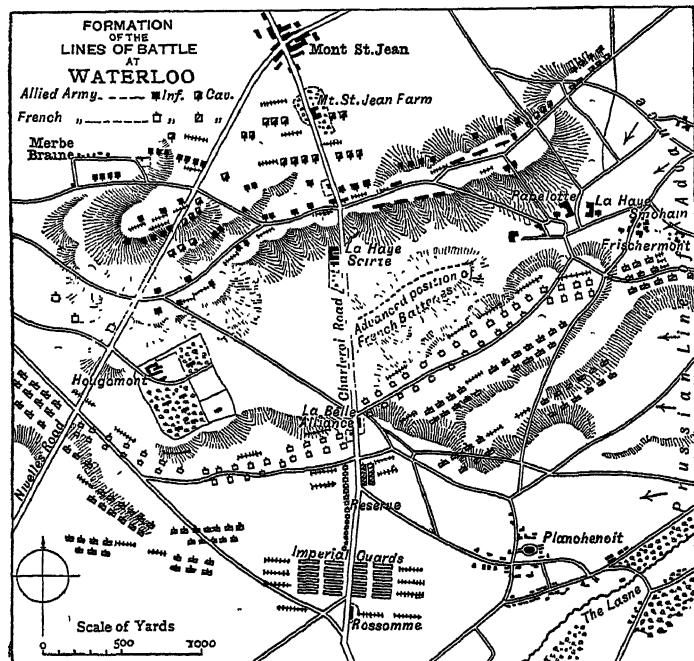 FORMATION
OF THE
LINES OF BATTLE
AT
WATERLOO
Allied Army Inf. Cav.
French " " "
Mont St. Jean
Mt. St. Jean Farm
Merbe
Braine
Papelotte
La Haye
Smohain
Frischermont
La Haye
Sainte
Advanced position of
French Batteries
Charleroi Road
Hougomont
La Belle
Alliance
Nivelles Road
Reserve
Planchenoit
Imperial Guards
Prussian Line of Advance
The Lasne
Rossomme
Scale of Yards
0 500 1000